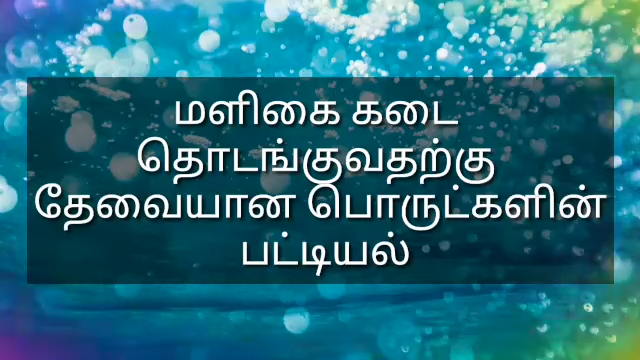 மளிகை கடை
தொடங்குவதற்கு
தேவையான பொருட்களின்
பட்டியல்